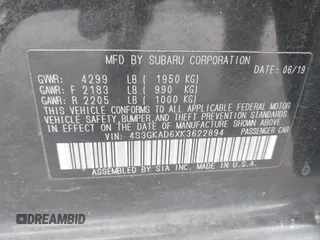 MFD BY SUBARU CORPORATION
DATE: 06/19
GVWR: 4299 LB ( 1950 KG)
GAWR: F 2183 LB ( 990 KG)
GAWR: R 2205 LB ( 1000 KG)
THIS VEHICLE CONFORMS TO ALL APPLICABLE
FEDERAL MOTOR VEHICLE
SAFETY, BUMPER, AND THEFT PREVENTION STANDARDS
IN EFFECT ON THE DATE OF MANUFACTURE SHOWN ABOVE.
VIN: 4S3GKAD6XK3622894 PASSENGER CAR
ASSEMBLED BY SIA INC. MADE IN U.S.A.
DREAMBID